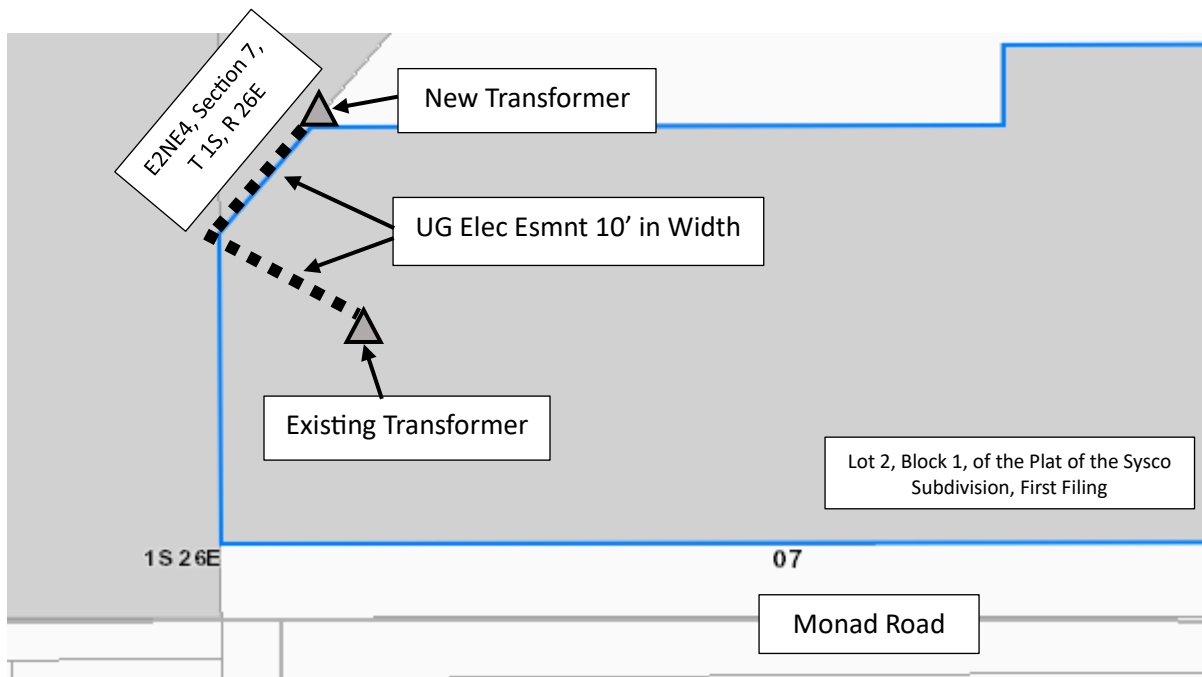 E2NE4, Section 7,
T 1S, R 26E
New Transformer
UG Elec Esmnt 10’ in Width
Existing Transformer
Lot 2, Block 1, of the Plat of the Sysco
Subdivision, First Filing
1S 26E
07
Monad Road